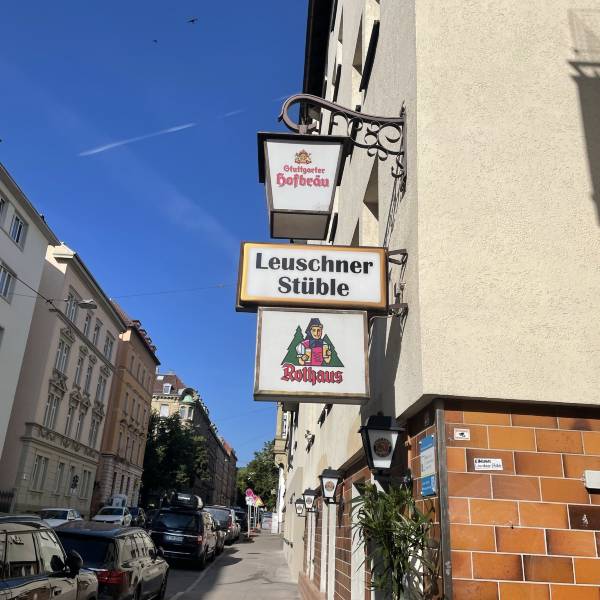 Stuttgarter
Hofbräu
Leuschner
Stüble
Rothaus